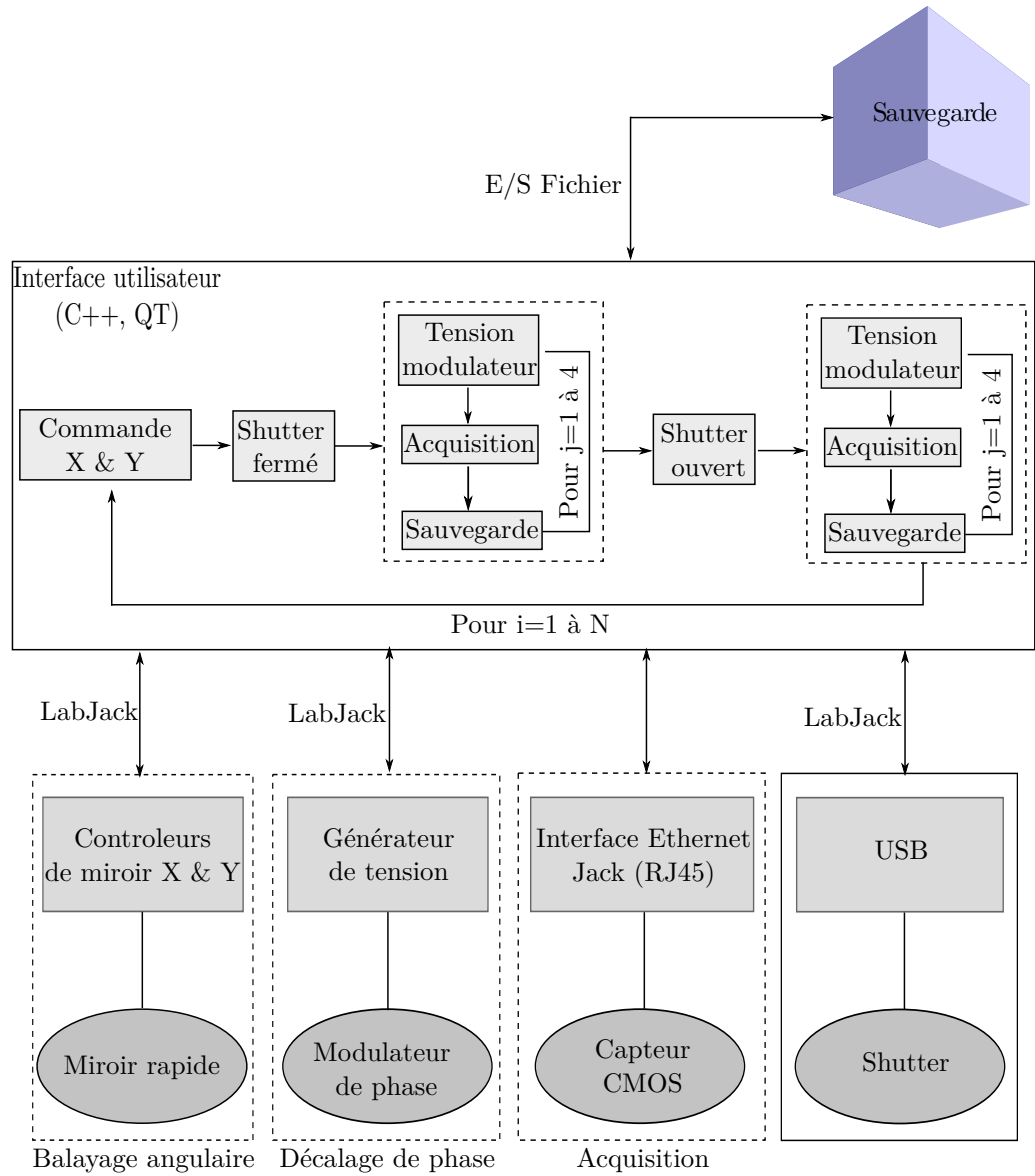 Sauvegarde
E/S Fichier
Interface utilisateur
(C++, QT)
Commande
X & Y
Shutter
fermé
Tension
modulateur
Acquisition
Sauvegarde
Pour j=1 à 4
Shutter
ouvert
Tension
modulateur
Acquisition
Sauvegarde
Pour j=1 à 4
Pour i=1 à N
LabJack
LabJack
LabJack
Controleurs
de miroir X & Y
Miroir rapide
Balayage angulaire
Générateur
de tension
Modulateur
de phase
Décalage de phase
Interface Ethernet
Jack (RJ45)
Capteur
CMOS
Acquisition
USB
Shutter